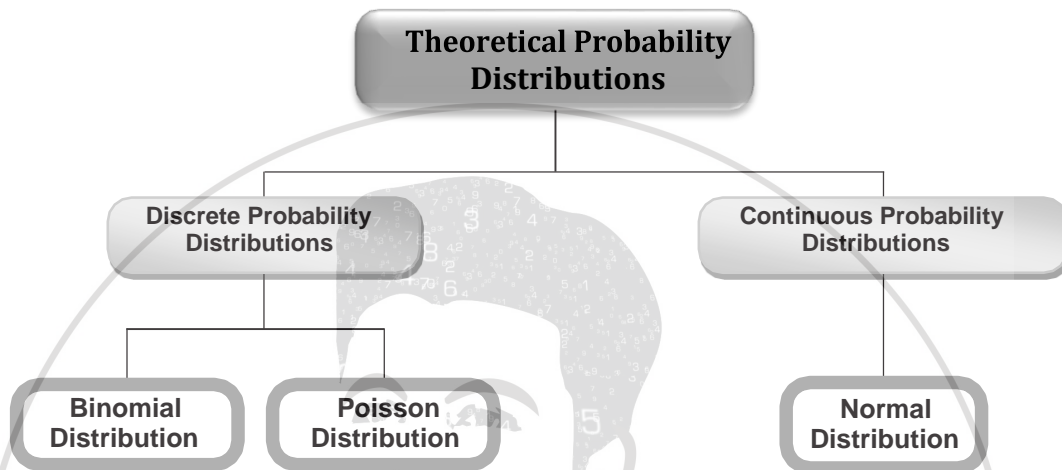 Theoretical Probability
Distributions
Discrete Probability
Distributions
Continuous Probability
Distributions
Binomial
Distribution
Poisson
Distribution
Normal
Distribution